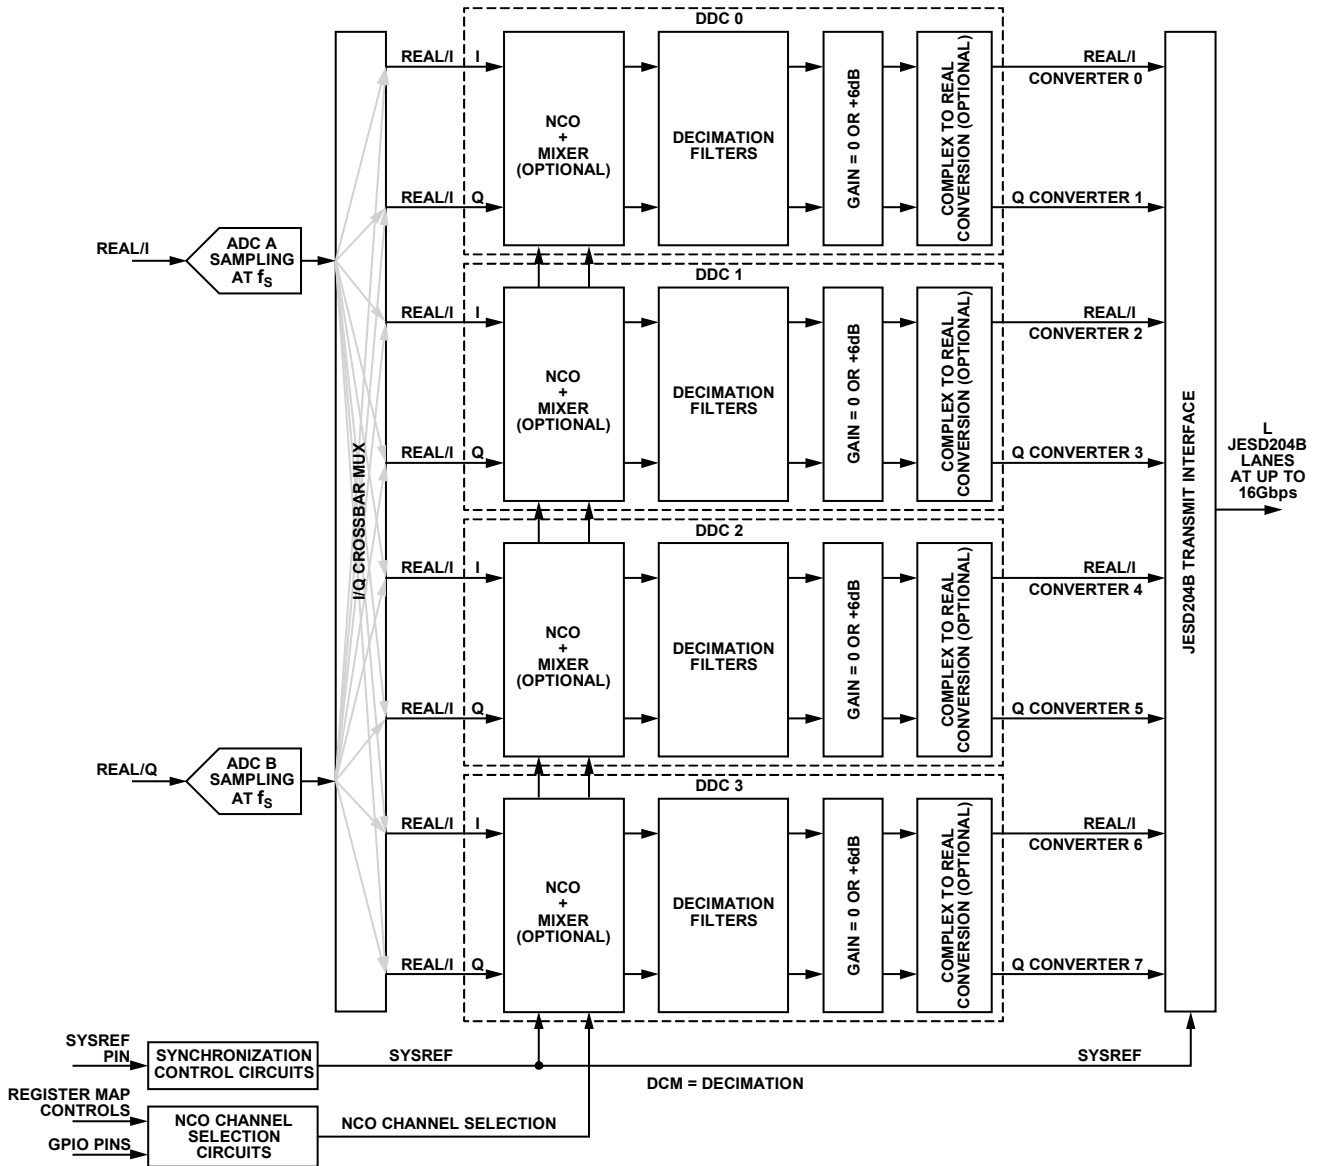 DDC 0
REAL/I
I
REAL/I
Q
NCO
+
MIXER
(OPTIONAL)
DECIMATION
FILTERS
GAIN = 0 OR +6dB
COMPLEX TO REAL
CONVERSION (OPTIONAL)
REAL/I
CONVERTER 0
Q CONVERTER 1
REAL/I
ADC A
SAMPLING
AT fS
DDC 1
REAL/I
I
REAL/I
Q
NCO
+
MIXER
(OPTIONAL)
DECIMATION
FILTERS
GAIN = 0 OR +6dB
COMPLEX TO REAL
CONVERSION (OPTIONAL)
REAL/I
CONVERTER 2
Q CONVERTER 3
I/Q CROSSBAR MUX
JESD204B TRANSMIT INTERFACE
L
JESD204B
LANES
AT UP TO
16Gbps
DDC 2
REAL/I
I
REAL/I
Q
NCO
+
MIXER
(OPTIONAL)
DECIMATION
FILTERS
GAIN = 0 OR +6dB
COMPLEX TO REAL
CONVERSION (OPTIONAL)
REAL/I
CONVERTER 4
Q CONVERTER 5
REAL/Q
ADC B
SAMPLING
AT fS
DDC 3
REAL/I
I
REAL/I
Q
NCO
+
MIXER
(OPTIONAL)
DECIMATION
FILTERS
GAIN = 0 OR +6dB
COMPLEX TO REAL
CONVERSION (OPTIONAL)
REAL/I
CONVERTER 6
Q CONVERTER 7
SYSREF
PIN
SYNCHRONIZATION
CONTROL CIRCUITS
SYSREF
SYSREF
DCM = DECIMATION
REGISTER MAP
CONTROLS
GPIO PINS
NCO CHANNEL
SELECTION
CIRCUITS
NCO CHANNEL SELECTION